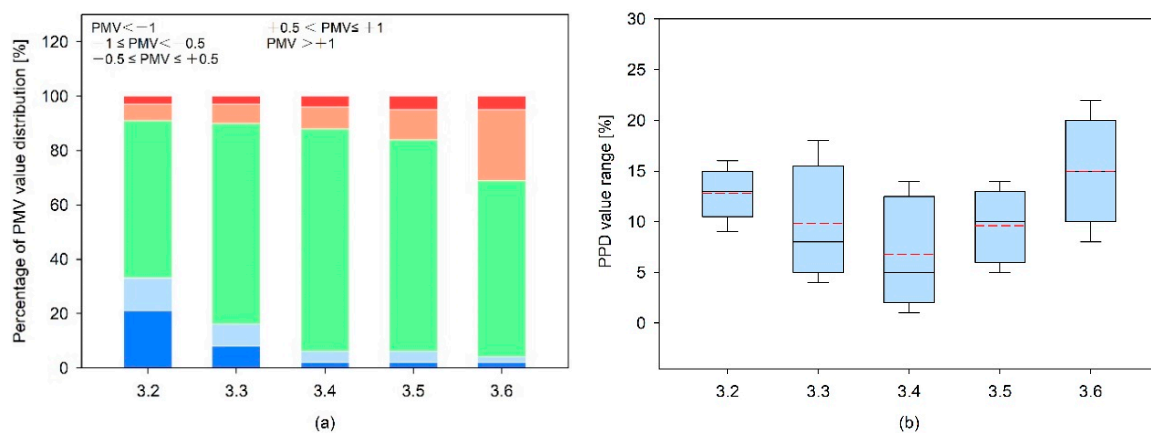 PMV<−1
+0.5 < PMV≤ +1
−1 ≤ PMV< −0.5
PMV >+1
−0.5 ≤ PMV ≤ +0.5
Percentage of PMV value distribution [%]
120
100
80
60
40
20
0
3.2 3.3 3.4 3.5 3.6
(a)
PPD value range [%]
30
25
20
15
10
5
0
3.2 3.3 3.4 3.5 3.6
(b)